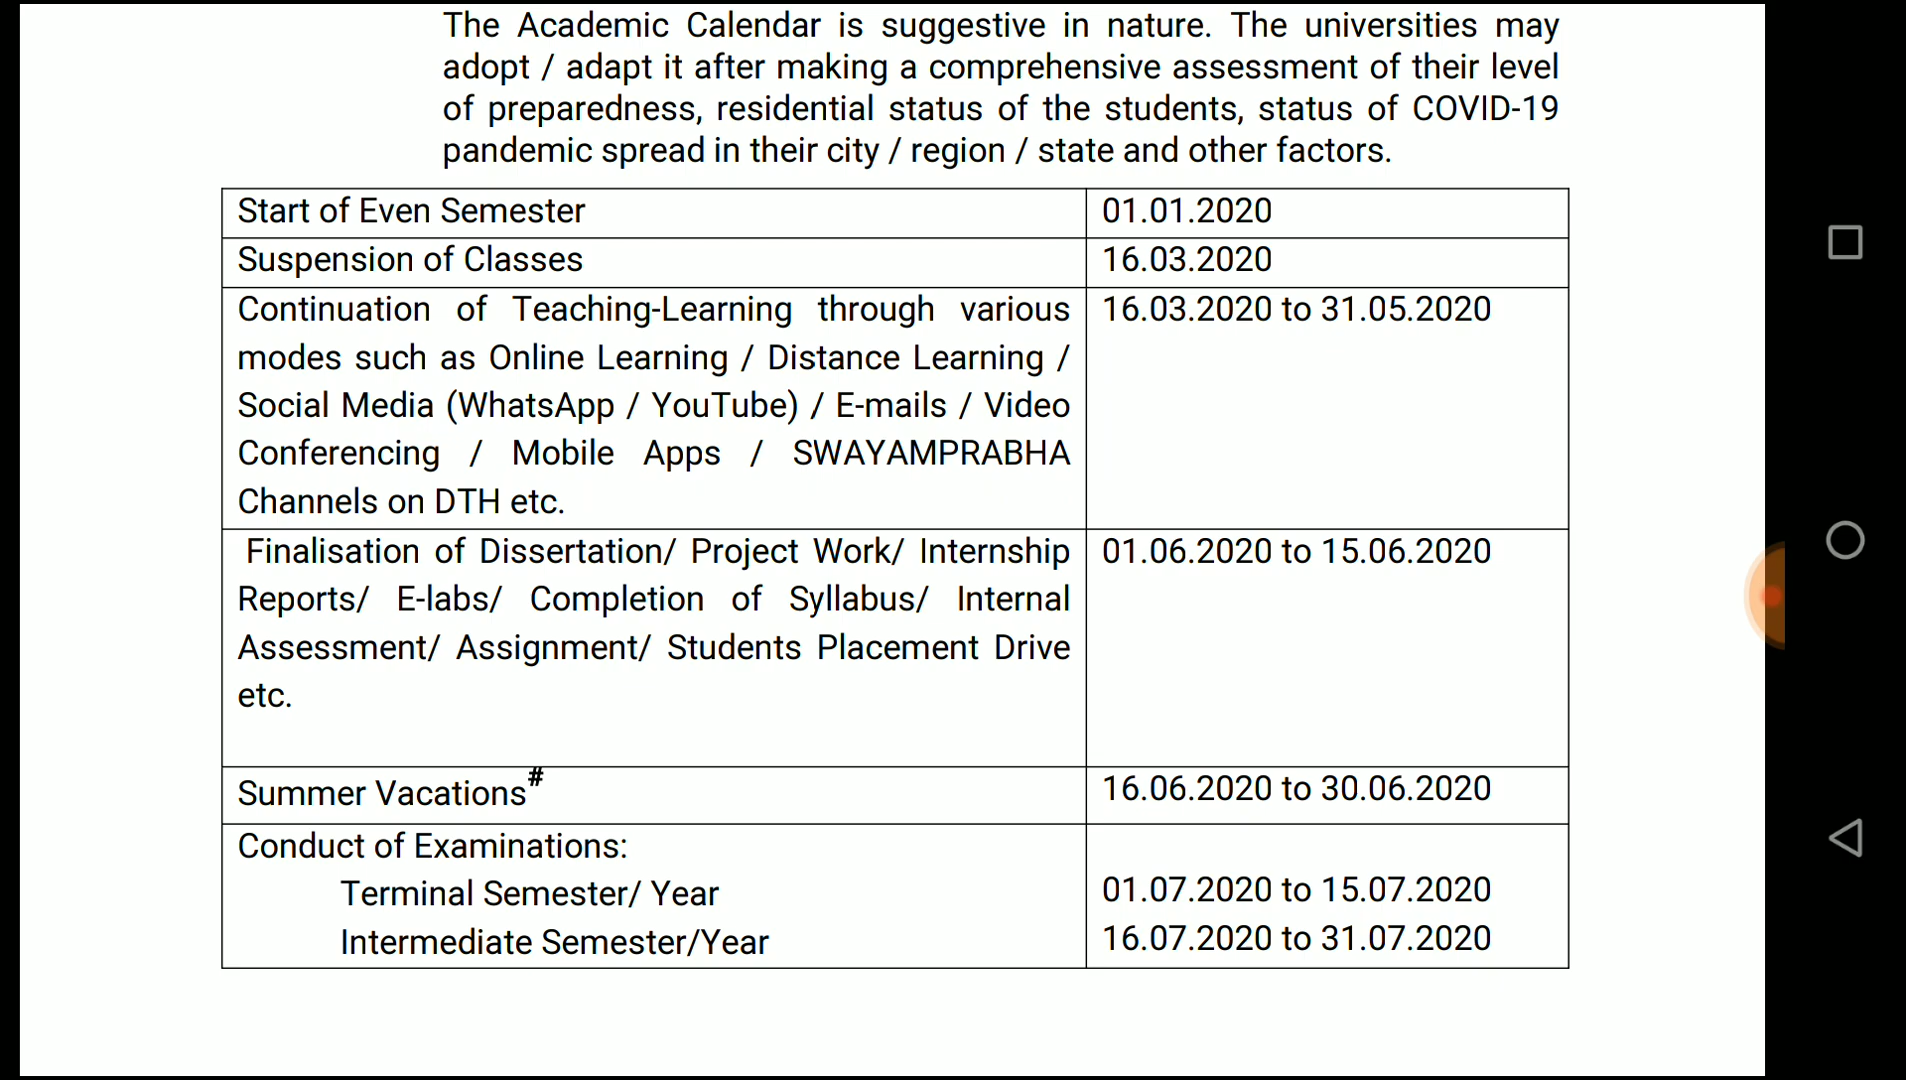 The Academic Calendar is suggestive in nature. The universities may
adopt / adapt it after making a comprehensive assessment of their level
of preparedness, residential status of the students, status of COVID-19
pandemic spread in their city / region / state and other factors.
Start of Even Semester 01.01.2020
Suspension of Classes 16.03.2020
Continuation of Teaching-Learning through various 16.03.2020 to 31.05.2020
modes such as Online Learning / Distance Learning /
Social Media (WhatsApp / YouTube) / E-mails / Video
Conferencing / Mobile Apps / SWAYAMPRABHA
Channels on DTH etc.
Finalisation of Dissertation/ Project Work/ Internship 01.06.2020 to 15.06.2020
Reports/ E-labs/ Completion of Syllabus/ Internal
Assessment/ Assignment/ Students Placement Drive
etc.
Summer Vacations# 16.06.2020 to 30.06.2020
Conduct of Examinations:
Terminal Semester/ Year 01.07.2020 to 15.07.2020
Intermediate Semester/Year 16.07.2020 to 31.07.2020